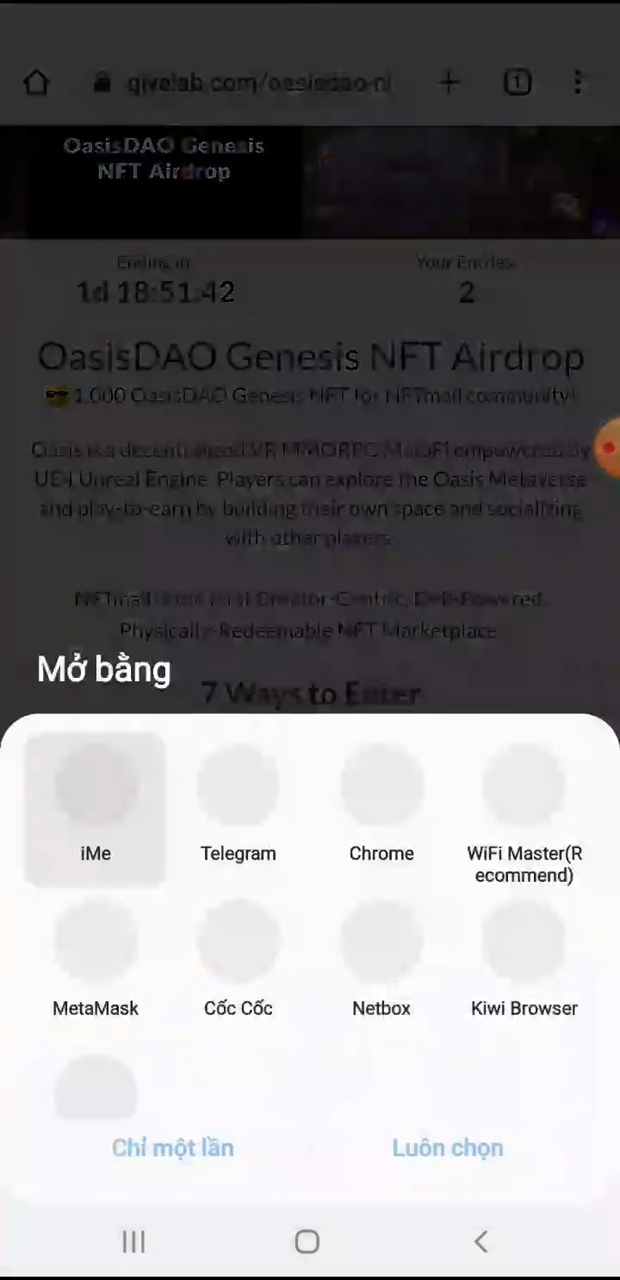 givelab.com/oasisdao-nl
1
OasisDAO Genesis
NFT Airdrop
Ending in
Your Entries
1d 18:51:42
2
OasisDAO Genesis NFT Airdrop
😎 1,000 OasisDAO Genesis NFT for NFTmall community!
Oasis is a decentralised VR MMORPG MetaFi empowered by
UE4 Unreal Engine. Players can explore the Oasis Metaverse
and play-to-earn by building their own space and socializing
with other players.
NFTmall Creator-Centric, DeFi-Powered,
Physically-Redeemable NFT Marketplace
Mở bằng
7 Ways to Enter
iMe
Telegram
Chrome
WiFi Master(R
ecommend)
MetaMask
Cốc Cốc
Netbox
Kiwi Browser
Chỉ một lần
Luôn chọn